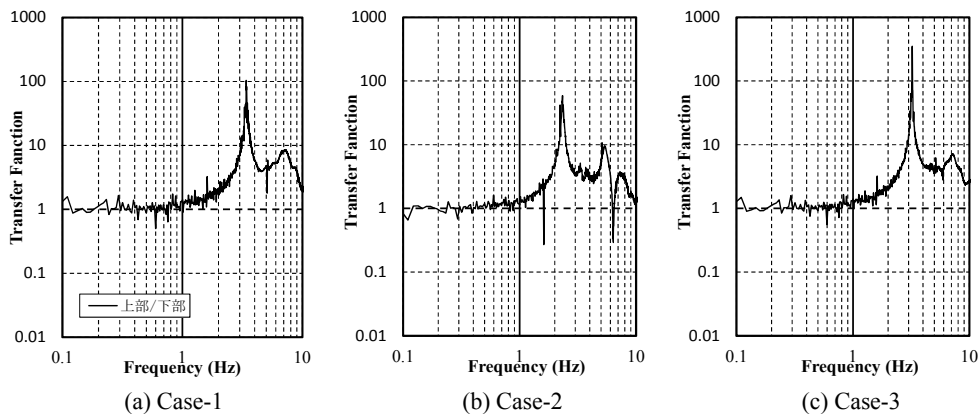 1000
100
10
1
0.1
0.01
Transfer Fanction
上部/下部
0.1
1
10
Frequency (Hz)
(a) Case-1
1000
100
10
1
0.1
0.01
Transfer Fanction
0.1
1
10
Frequency (Hz)
(b) Case-2
1000
100
10
1
0.1
0.01
Transfer Fanction
0.1
1
10
Frequency (Hz)
(c) Case-3